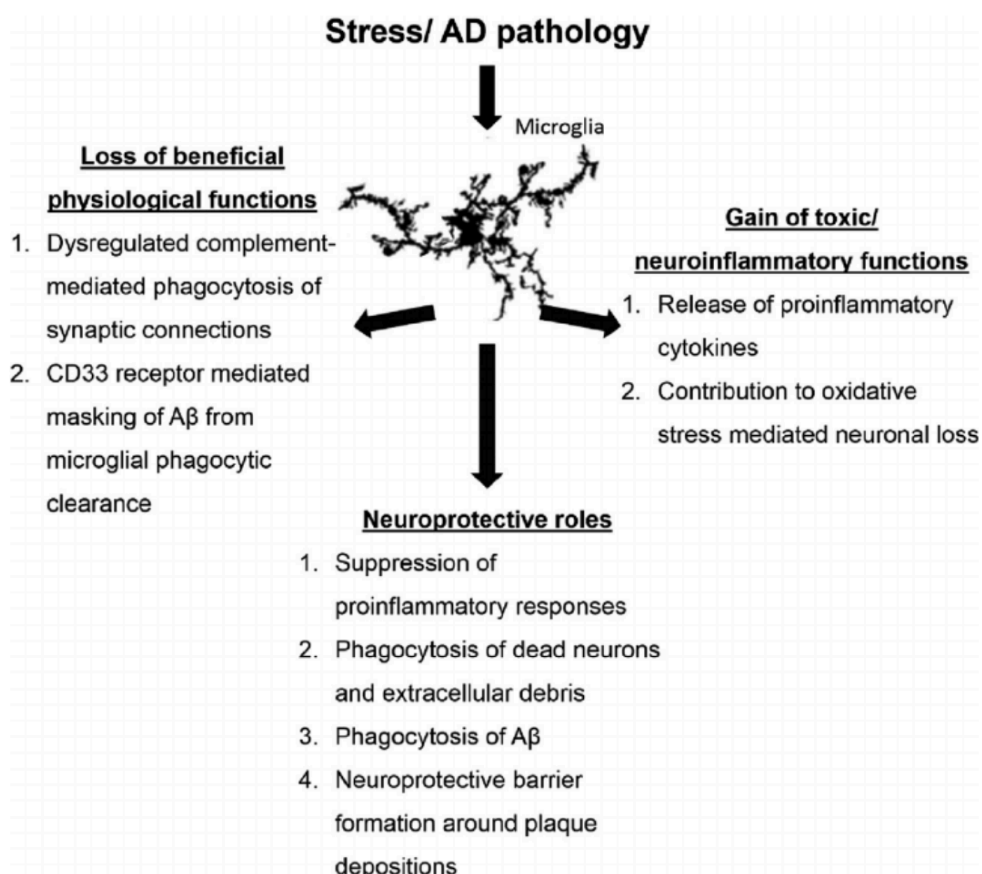 Stress/ AD pathology
Microglia
Loss of beneficial
physiological functions
1. Dysregulated complement-
mediated phagocytosis of
synaptic connections
2. CD33 receptor mediated
masking of Aβ from
microglial phagocytic
clearance
Gain of toxic/
neuroinflammatory functions
1. Release of proinflammatory
cytokines
2. Contribution to oxidative
stress mediated neuronal loss
Neuroprotective roles
1. Suppression of
proinflammatory responses
2. Phagocytosis of dead neurons
and extracellular debris
3. Phagocytosis of Aβ
4. Neuroprotective barrier
formation around plaque
depositions